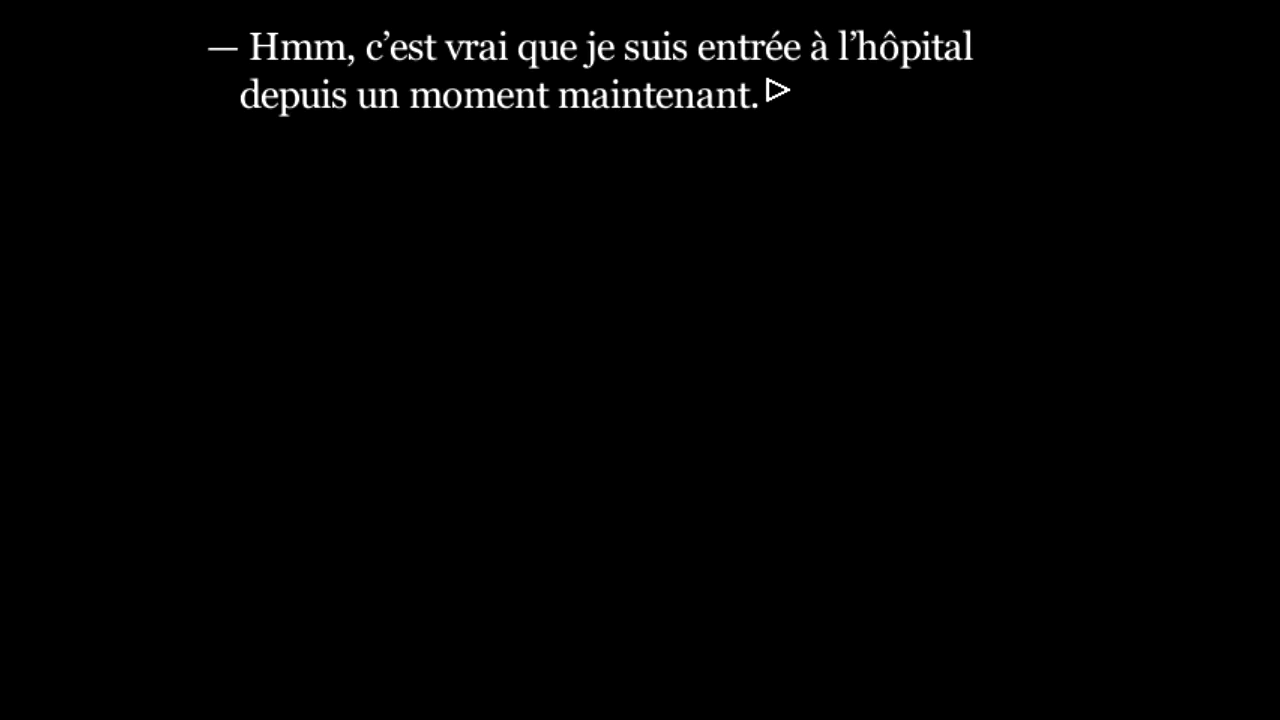 — Hmm, c’est vrai que je suis entrée à l’hôpital
depuis un moment maintenant.